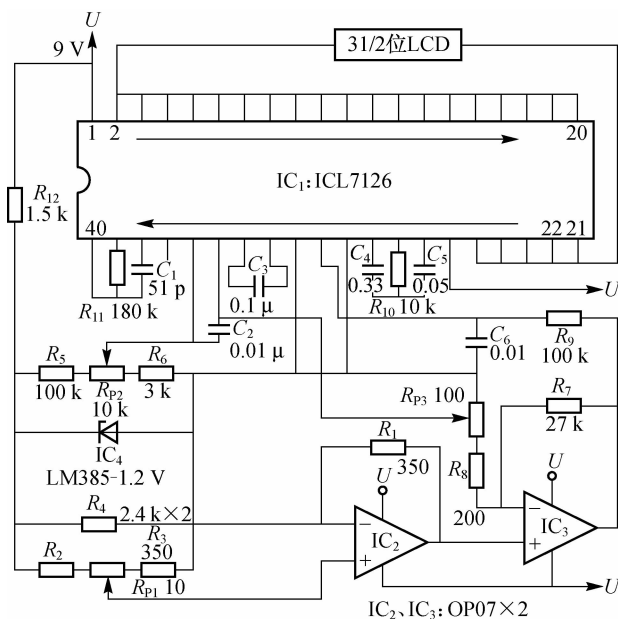 U
9 V
31/2位LCD
1 2 20
IC₁:ICL7126
R₁₂
1.5 k
40 22 21
C₁
51 p
R₁₁ 180 k
C₃
0.1 μ
C₂
0.01 μ
C₄
0.33
C₅
0.05
R₁₀ 10 k
U
C₆
0.01
R₉
100 k
R₅
100 k
R_P2
10 k
R₆
3 k
R_P3 100
R₇
27 k
IC₄
LM385-1.2 V
R₁
350
R₈
200
U
U
R₄ 2.4 k×2
R₃
350
R₂
R_P1 10
−
+
IC₂
−
+
IC₃
U
IC₂、IC₃:OP07×2